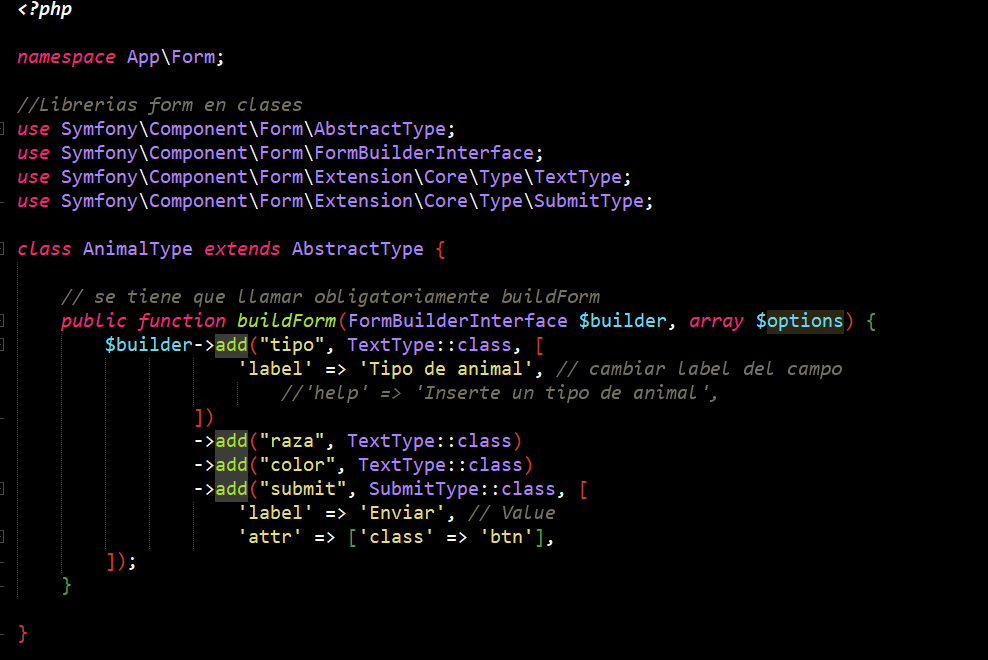 <?php
namespace App\Form;
//Librerias form en clases
use Symfony\Component\Form\AbstractType;
use Symfony\Component\Form\FormBuilderInterface;
use Symfony\Component\Form\Extension\Core\Type\TextType;
use Symfony\Component\Form\Extension\Core\Type\SubmitType;
class AnimalType extends AbstractType {
// se tiene que llamar obligatoriamente buildForm
public function buildForm(FormBuilderInterface $builder, array $options) {
$builder->add("tipo", TextType::class, [
'label' => 'Tipo de animal', // cambiar label del campo
//'help' => 'Inserte un tipo de animal',
])
->add("raza", TextType::class)
->add("color", TextType::class)
->add("submit", SubmitType::class, [
'label' => 'Enviar', // Value
'attr' => ['class' => 'btn'],
]);
}
}